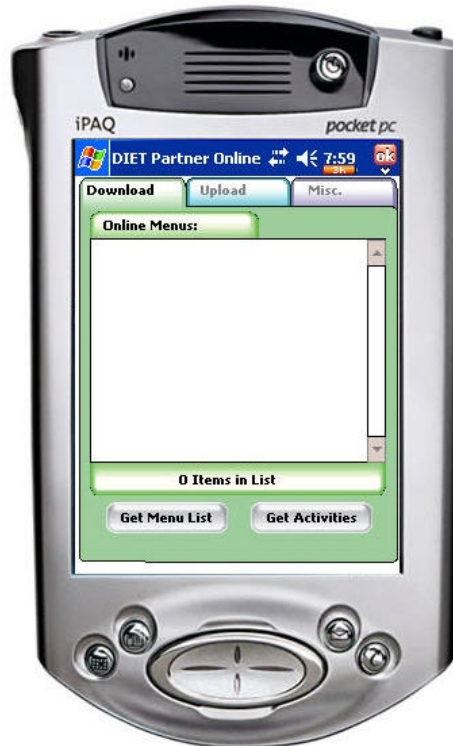 iPAQ
pocket pc
DIET Partner Online 7:59 ok
3h
Download Upload Misc.
Online Menus:
0 Items in List
Get Menu List Get Activities